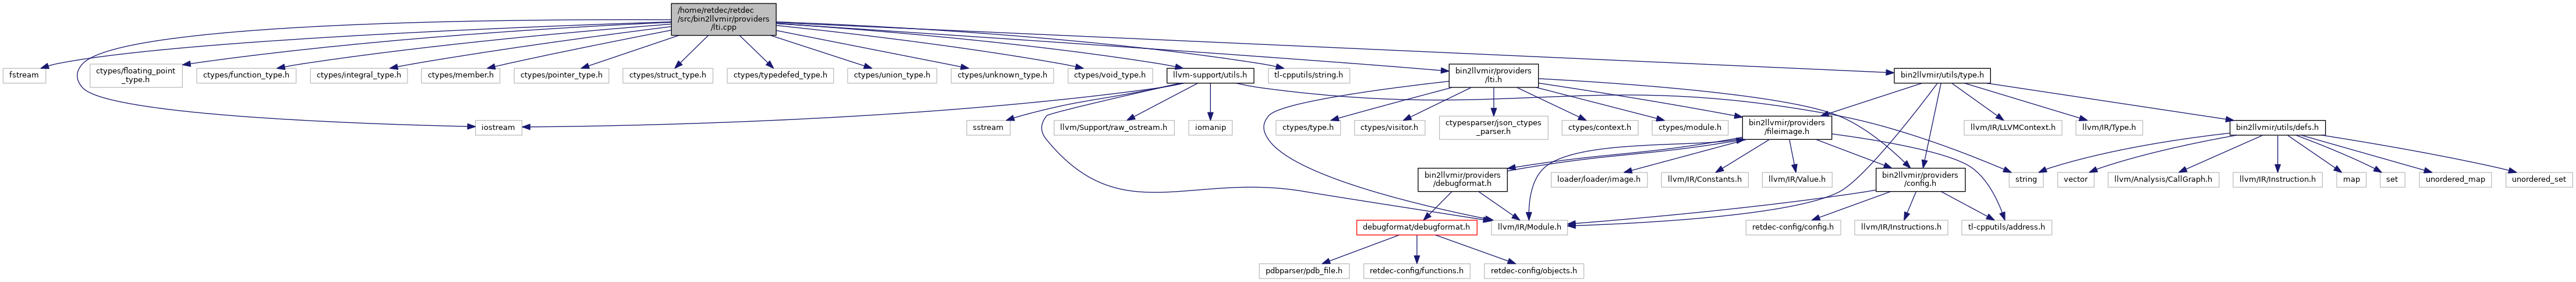 /home/retdec/retdec
/src/bin2llvmir/providers
/lti.cpp
fstream
ctypes/floating_point
_type.h
ctypes/function_type.h
ctypes/integral_type.h
ctypes/member.h
ctypes/pointer_type.h
ctypes/struct_type.h
ctypes/typedefed_type.h
ctypes/union_type.h
ctypes/unknown_type.h
ctypes/void_type.h
llvm-support/utils.h
tl-cpputils/string.h
bin2llvmir/providers
/lti.h
bin2llvmir/utils/type.h
iostream
sstream
llvm/Support/raw_ostream.h
iomanip
ctypes/type.h
ctypes/visitor.h
ctypesparser/json_ctypes
_parser.h
ctypes/context.h
ctypes/module.h
bin2llvmir/providers
/fileimage.h
llvm/IR/LLVMContext.h
llvm/IR/Type.h
bin2llvmir/utils/defs.h
bin2llvmir/providers
/debugformat.h
loader/loader/image.h
llvm/IR/Constants.h
llvm/IR/Value.h
bin2llvmir/providers
/config.h
string
vector
llvm/Analysis/CallGraph.h
llvm/IR/Instruction.h
map
set
unordered_map
unordered_set
debugformat/debugformat.h
llvm/IR/Module.h
retdec-config/config.h
llvm/IR/Instructions.h
tl-cpputils/address.h
pdbparser/pdb_file.h
retdec-config/functions.h
retdec-config/objects.h